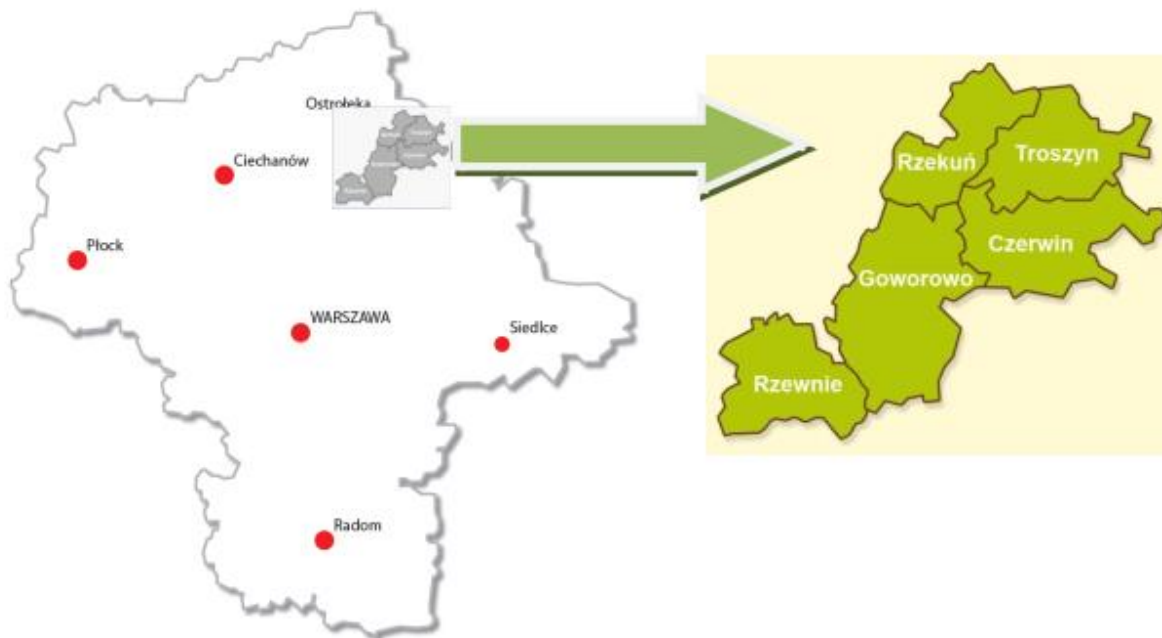 Ostrołęka
Ciechanów
Płock
WARSZAWA
Siedlce
Radom
Rzekuń
Troszyn
Czerwin
Goworowo
Rzewnie